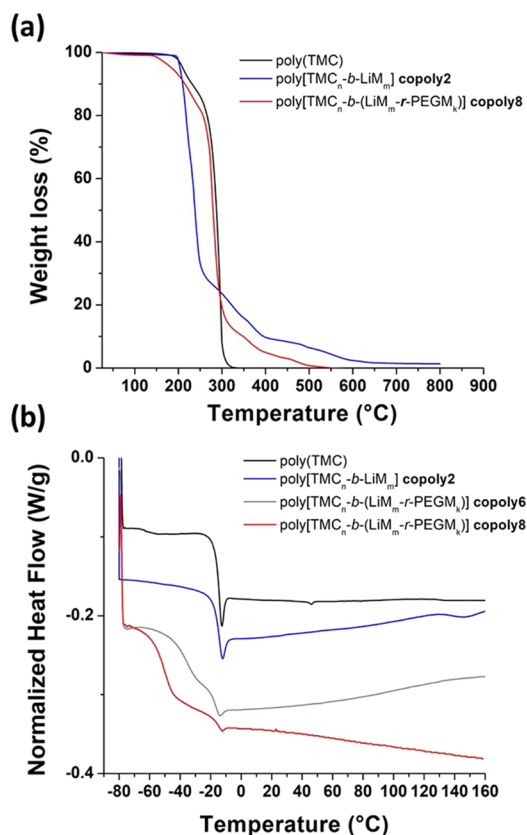 (a)
100
80
60
40
20
0
Weight loss (%)
poly(TMC)
poly[TMCn-b-LiMm] copoly2
poly[TMCn-b-(LiMm-r-PEGMk)] copoly8
100 200 300 400 500 600 700 800 900
Temperature (°C)
(b)
0.0
-0.2
-0.4
Normalized Heat Flow (W/g)
poly(TMC)
poly[TMCn-b-LiMm] copoly2
poly[TMCn-b-(LiMm-r-PEGMk)] copoly6
poly[TMCn-b-(LiMm-r-PEGMk)] copoly8
-80 -60 -40 -20 0 20 40 60 80 100 120 140 160
Temperature (°C)